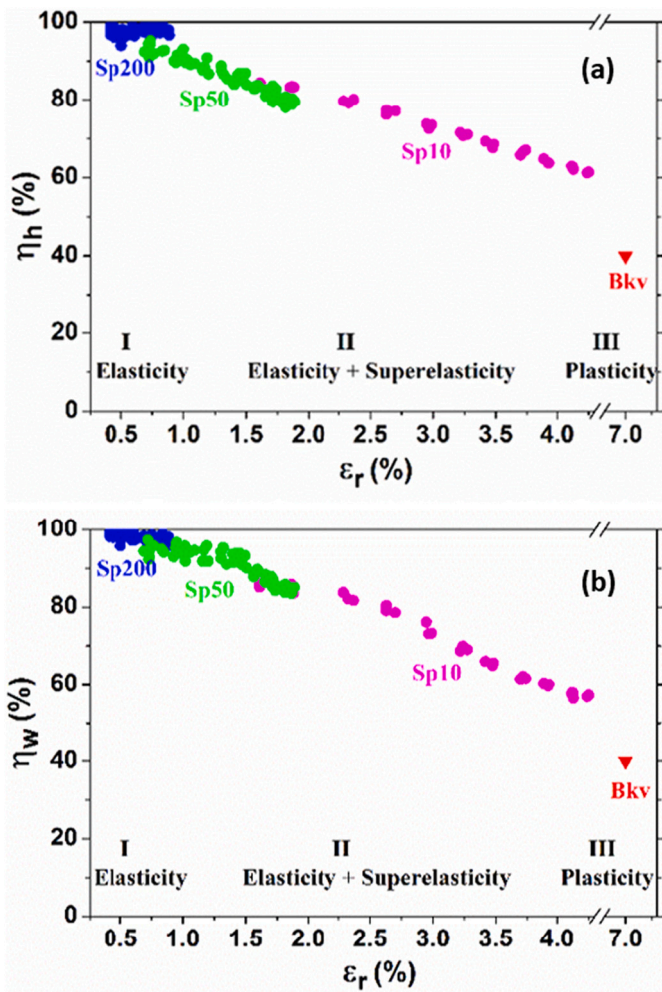 100
Sp200
(a)
80
Sp50
Sp10
60
ηh (%)
40
Bkv
20
I II III
Elasticity Elasticity + Superelasticity Plasticity
0
0.5 1.0 1.5 2.0 2.5 3.0 3.5 4.0 7.0
εr (%)
100
Sp200
(b)
80
Sp50
Sp10
60
ηw (%)
40
Bkv
20
I II III
Elasticity Elasticity + Superelasticity Plasticity
0
0.5 1.0 1.5 2.0 2.5 3.0 3.5 4.0 7.0
εr (%)